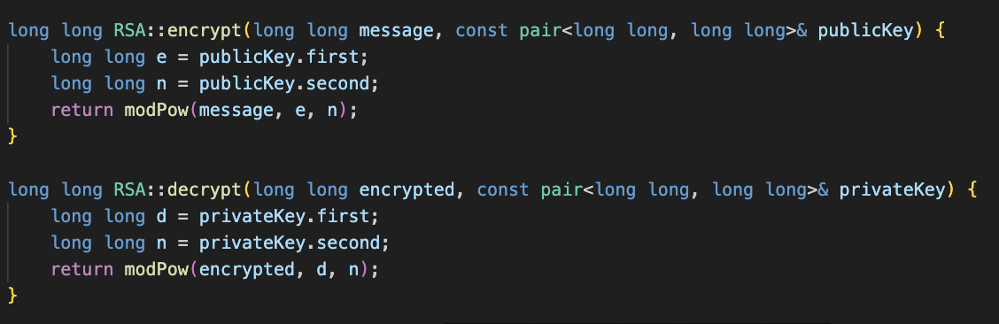 long long RSA::encrypt(long long message, const pair<long long, long long>& publicKey) {
    long long e = publicKey.first;
    long long n = publicKey.second;
    return modPow(message, e, n);
}

long long RSA::decrypt(long long encrypted, const pair<long long, long long>& privateKey) {
    long long d = privateKey.first;
    long long n = privateKey.second;
    return modPow(encrypted, d, n);
}